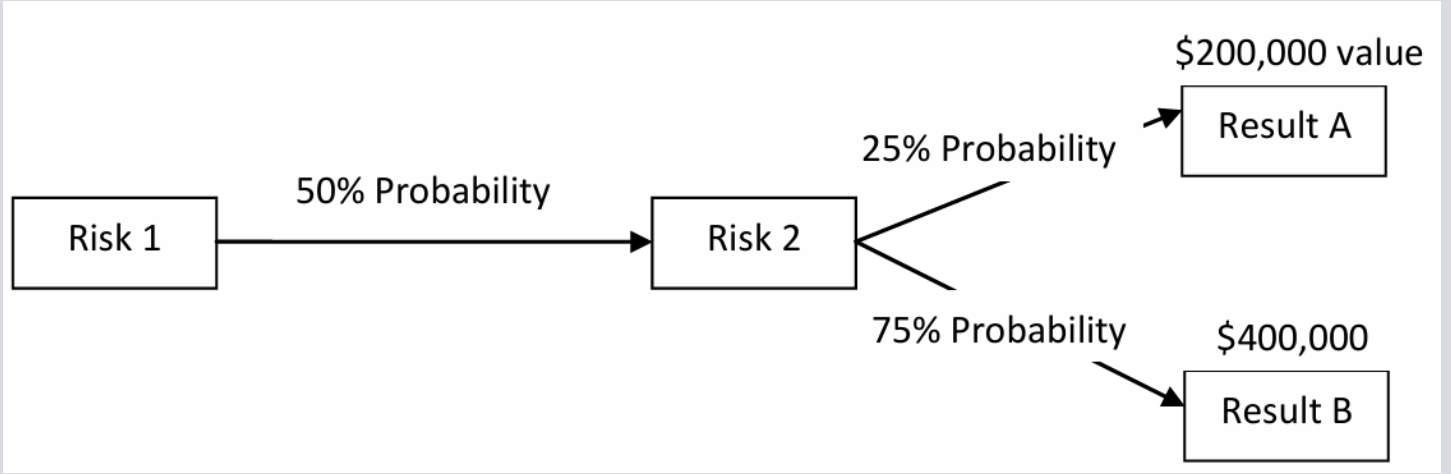 $200,000 value
Result A
25% Probability
50% Probability
Risk 1
Risk 2
75% Probability
$400,000
Result B